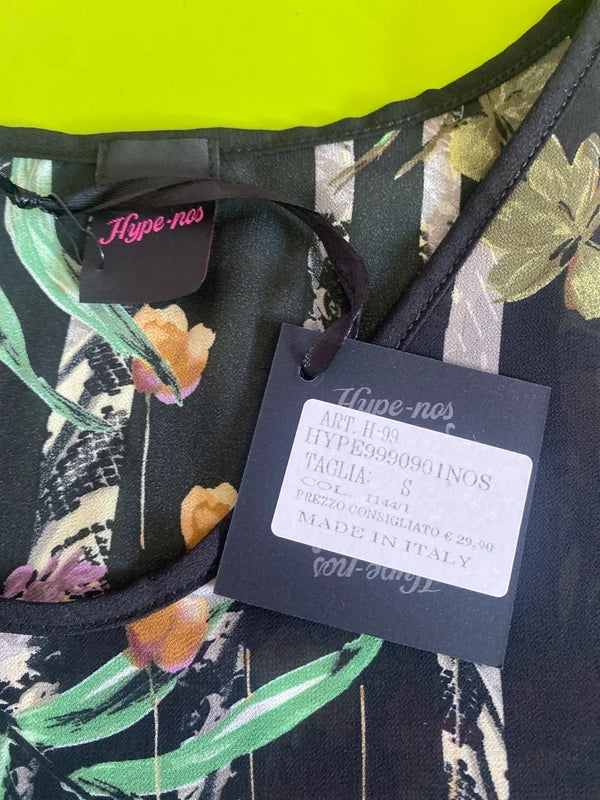 Hype-nos
Hype-nos
ART. H-99
HYPE9990901NOS
TAGLIA: S
COL. 1144/1
PREZZO CONSIGLIATO € 29,90
MADE IN ITALY
Hype-nos